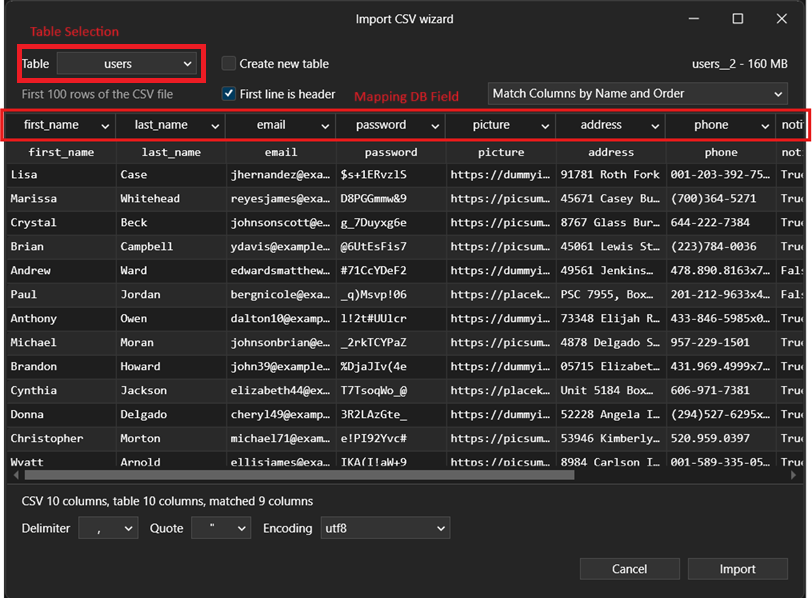 Import CSV wizard
Table Selection
Table users Create new table users__2 - 160 MB
First 100 rows of the CSV file First line is header Mapping DB Field Match Columns by Name and Order
first_name last_name email password picture address phone noti
first_name last_name email password picture address phone not
Lisa Case jhernandez@exa… $s+1ERvzlS https://dummyi… 91781 Roth Fork 001-203-392-75… True
Marissa Whitehead reyesjames@exa… D8PGGmmw&9 https://picsum… 45671 Casey Bu… (700)364-5271 True
Crystal Beck johnsonscott@e… g_7Duyxg6e https://picsum… 8767 Glass Bur… 644-222-7384 True
Brian Campbell ydavis@example… @6UtEsFis7 https://picsum… 45061 Lewis St… (223)784-0036 True
Andrew Ward edwardsmatthew… #71CcYDeF2 https://dummyi… 49561 Jenkins… 478.890.8163x7… Fals
Paul Jordan bergnicole@exa… _q)Msvp!06 https://placek… PSC 7955, Box… 201-212-9633x4… Fals
Anthony Owen dalton10@examp… l!2t#UUlcr https://dummyi… 73348 Elijah R… 433-846-5985x0… True
Michael Moran johnsonbrian@e… _2rkTCYPaZ https://picsum… 4878 Delgado S… 957-229-1501 True
Brandon Howard john39@example… %DjaJIv(4e https://dummyi… 05715 Elizabet… 431.969.4999x7… True
Cynthia Jackson elizabeth44@ex… T7TsoqWo_@ https://placek… Unit 5184 Box… 606-971-7381 True
Donna Delgado cheryl49@examp… 3R2LAzGte_ https://dummyi… 52228 Angela I… (294)527-6295x… True
Christopher Morton michael71@exam… e!PI92Yvc# https://picsum… 53946 Kimberly… 520.959.0397 True
Wyatt Arnold ellisjames@exa… IKA(I!aW+9 https://picsum… 8984 Carlson I… 001-589-335-05… True
CSV 10 columns, table 10 columns, matched 9 columns
Delimiter , Quote " Encoding utf8
Cancel Import